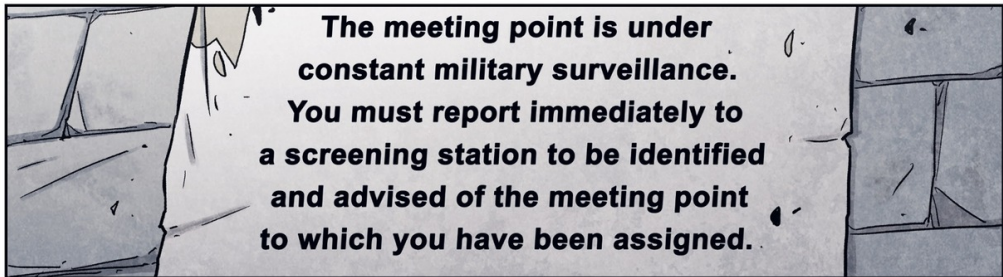 The meeting point is under
constant military surveillance.
You must report immediately to
a screening station to be identified
and advised of the meeting point
to which you have been assigned.